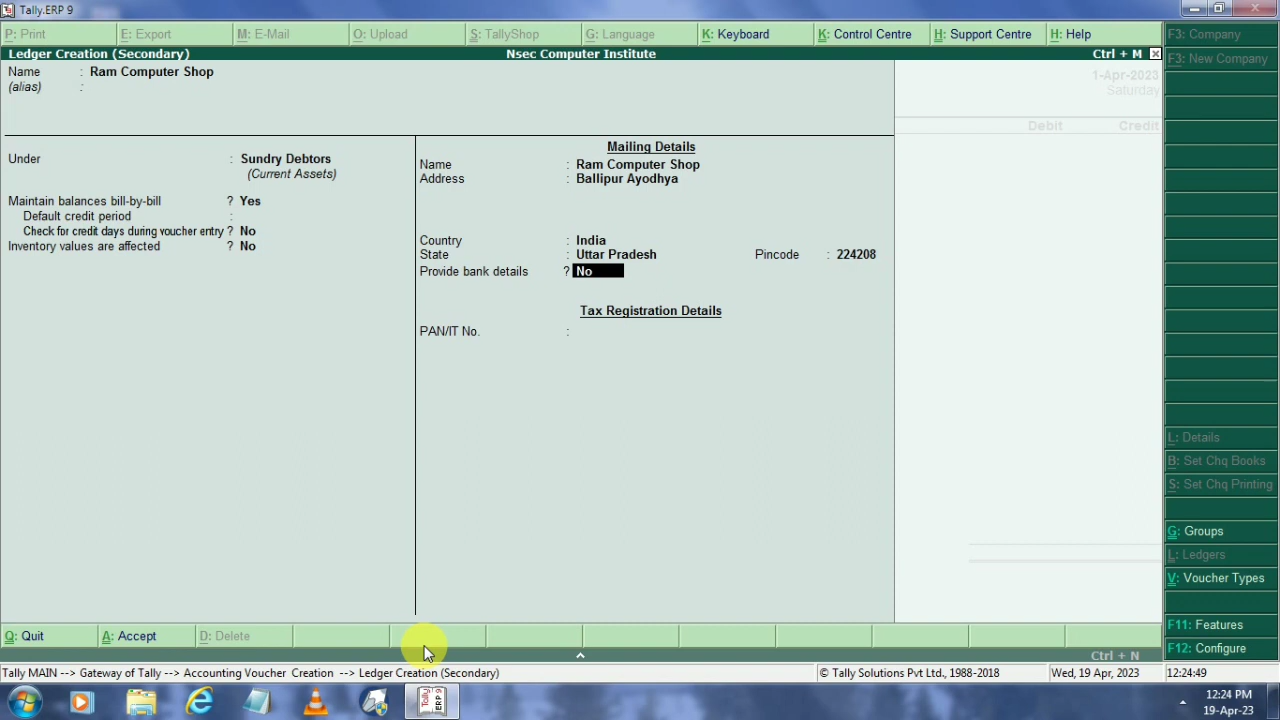 Tally.ERP 9
P: Print E: Export M: E-Mail O: Upload S: TallyShop G: Language K: Keyboard K: Control Centre H: Support Centre H: Help F3: Company
Ledger Creation (Secondary) Nsec Computer Institute Ctrl + M F3: New Company
Name : Ram Computer Shop 1-Apr-2023
(alias) : Saturday
Debit Credit
Mailing Details
Under : Sundry Debtors Name : Ram Computer Shop
(Current Assets) Address : Ballipur Ayodhya
Maintain balances bill-by-bill ? Yes
Default credit period :
Check for credit days during voucher entry ? No
Inventory values are affected ? No Country : India
State : Uttar Pradesh Pincode : 224208
Provide bank details ? No
Tax Registration Details
PAN/IT No. :
L: Details
B: Set Chq Books
S: Set Chq Printing
G: Groups
L: Ledgers
V: Voucher Types
F11: Features
Q: Quit A: Accept D: Delete F12: Configure
Ctrl + N
Tally MAIN --> Gateway of Tally --> Accounting Voucher Creation --> Ledger Creation (Secondary) © Tally Solutions Pvt Ltd., 1988-2018 Wed, 19 Apr, 2023 12:24:49
Tally ERP 9
12:24 PM
19-Apr-23